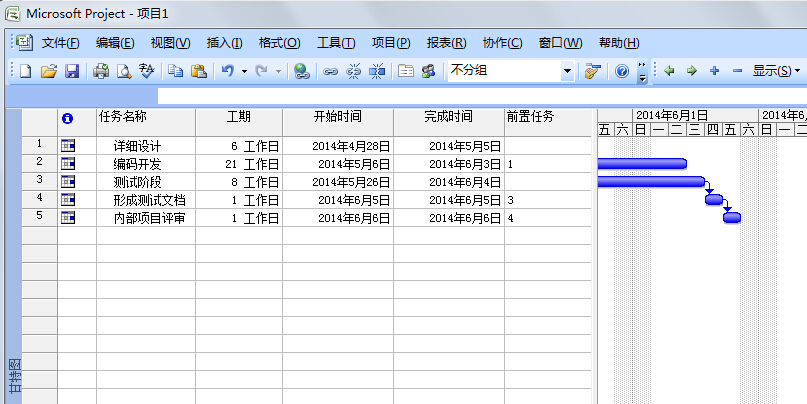 Microsoft Project - 项目1
文件(F) 编辑(E) 视图(V) 插入(I) 格式(O) 工具(T) 项目(P) 报表(R) 协作(C) 窗口(W) 帮助(H)
不分组 显示(S)
任务名称 工期 开始时间 完成时间 前置任务 2014年6月1日 2014年6
五 六 日 一 二 三 四 五 六 日 一 二
1 详细设计 6 工作日 2014年4月28日 2014年5月5日
2 编码开发 21 工作日 2014年5月6日 2014年6月3日 1
3 测试阶段 8 工作日 2014年5月26日 2014年6月4日
4 形成测试文档 1 工作日 2014年6月5日 2014年6月5日 3
5 内部项目评审 1 工作日 2014年6月6日 2014年6月6日 4
甘特图